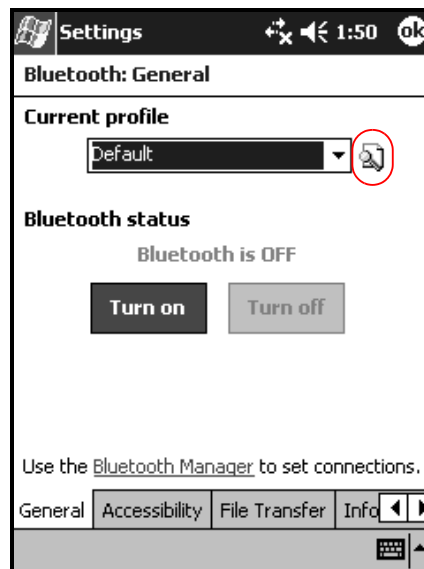 Settings 1:50 ok
Bluetooth: General
Current profile
Default
Bluetooth status
Bluetooth is OFF
Turn on Turn off
Use the Bluetooth Manager to set connections.
General Accessibility File Transfer Info